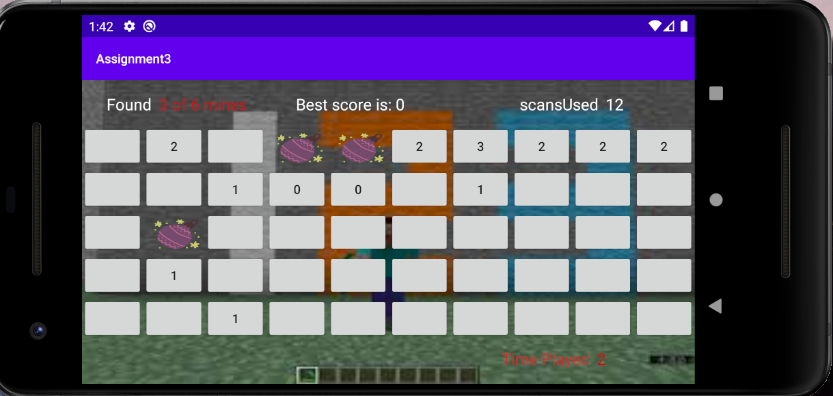 1:42
Assignment3
Found 3 of 6 mines Best score is: 0 scansUsed 12
2 2 3 2 2 2
1 0 0 1
1
1
Time Played 2